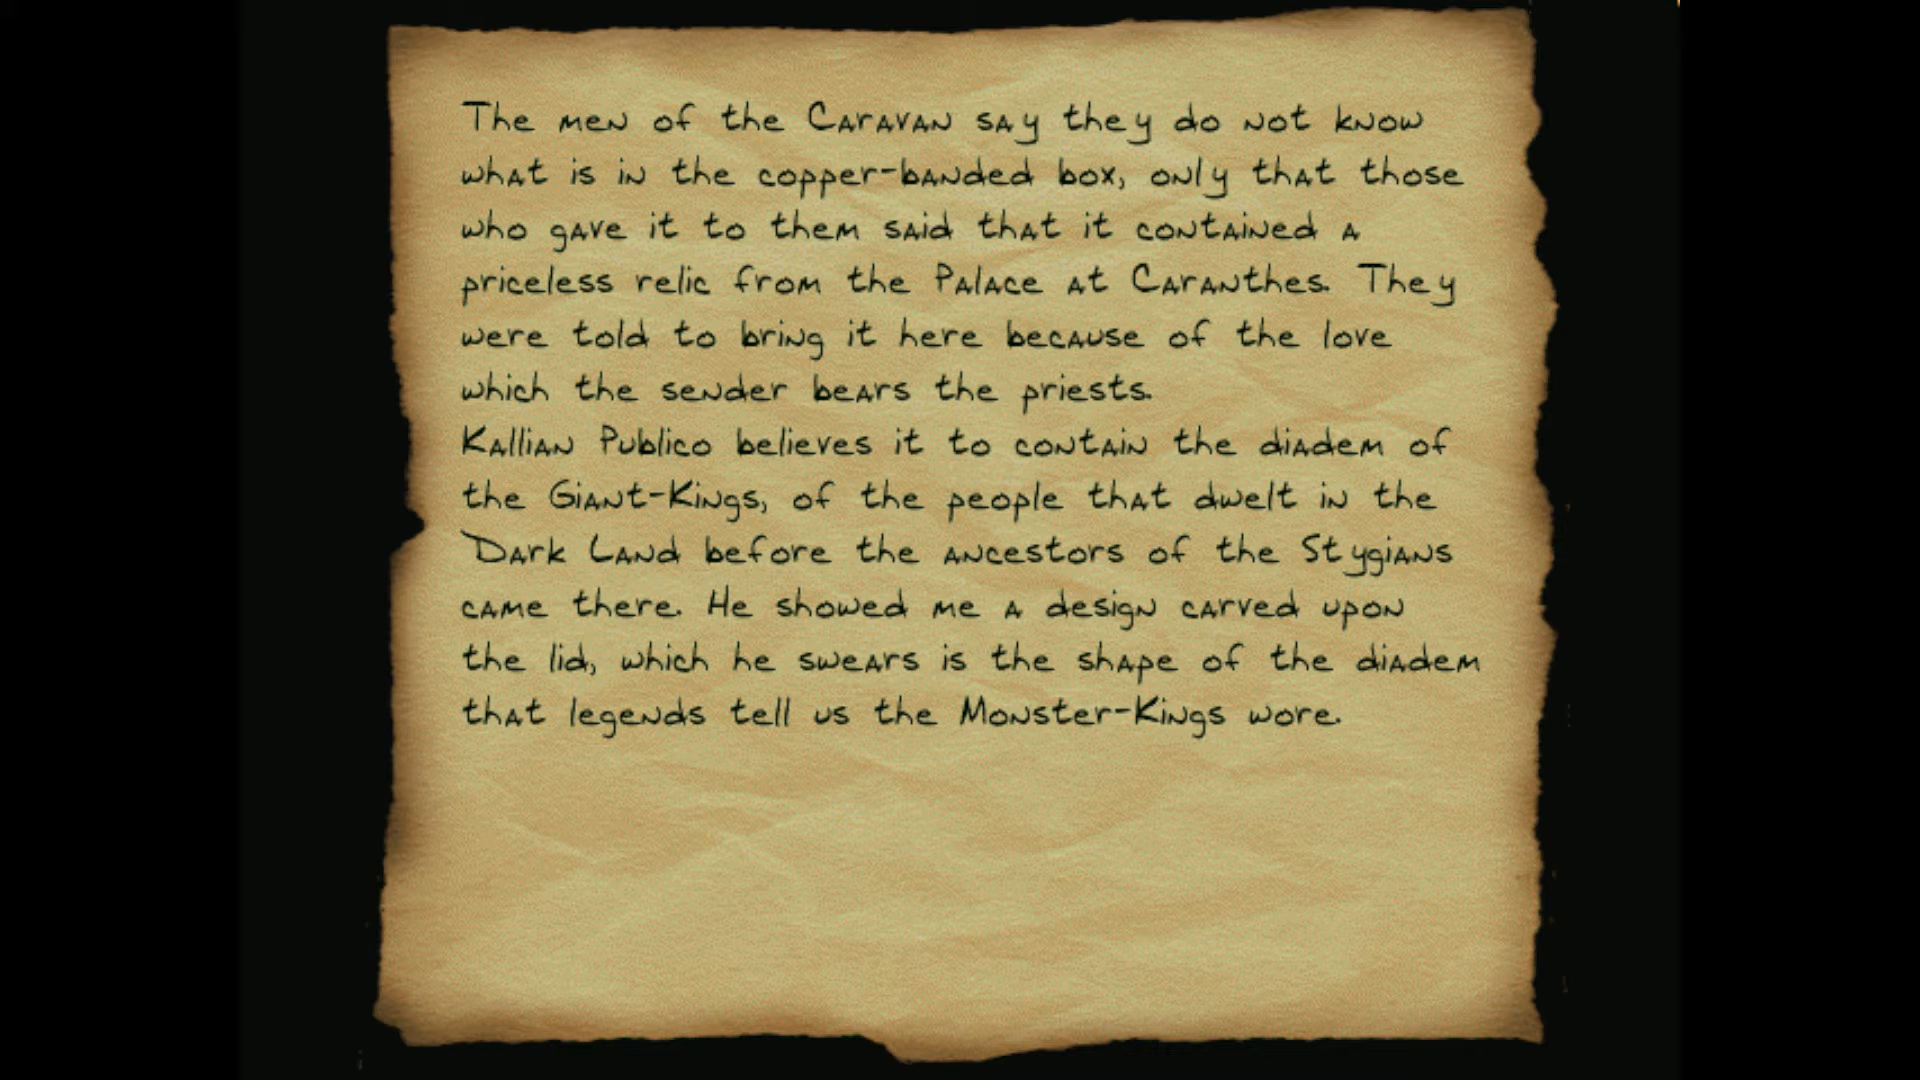 The men of the Caravan say they do not know
what is in the copper-banded box, only that those
who gave it to them said that it contained a
priceless relic from the Palace at Caranthes. They
were told to bring it here because of the love
which the sender bears the priests.
Kallian Publico believes it to contain the diadem of
the Giant-Kings, of the people that dwelt in the
Dark Land before the ancestors of the Stygians
came there. He showed me a design carved upon
the lid, which he swears is the shape of the diadem
that legends tell us the Monster-Kings wore.